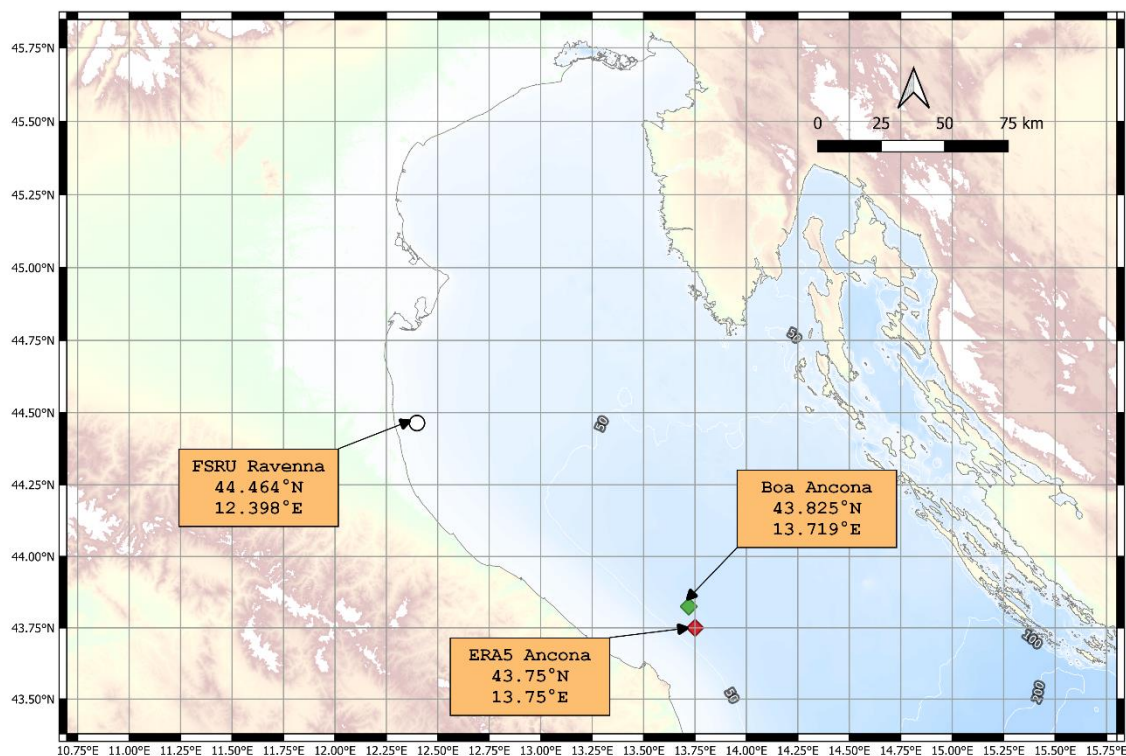 45.75°N
45.50°N
45.25°N
45.00°N
44.75°N
44.50°N
44.25°N
44.00°N
43.75°N
43.50°N
0 25 50 75 km
50
50
FSRU Ravenna
44.464°N
12.398°E
Boa Ancona
43.825°N
13.719°E
ERA5 Ancona
43.75°N
13.75°E
100
50
200
10.75°E 11.00°E 11.25°E 11.50°E 11.75°E 12.00°E 12.25°E 12.50°E 12.75°E 13.00°E 13.25°E 13.50°E 13.75°E 14.00°E 14.25°E 14.50°E 14.75°E 15.00°E 15.25°E 15.50°E 15.75°E